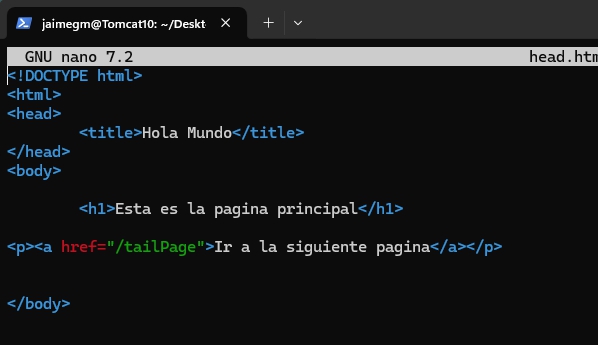 jaimegm@Tomcat10: ~/Deskt
GNU nano 7.2 head.htm
<!DOCTYPE html>
<html>
<head>
<title>Hola Mundo</title>
</head>
<body>
<h1>Esta es la pagina principal</h1>
<p><a href="/tailPage">Ir a la siguiente pagina</a></p>
</body>